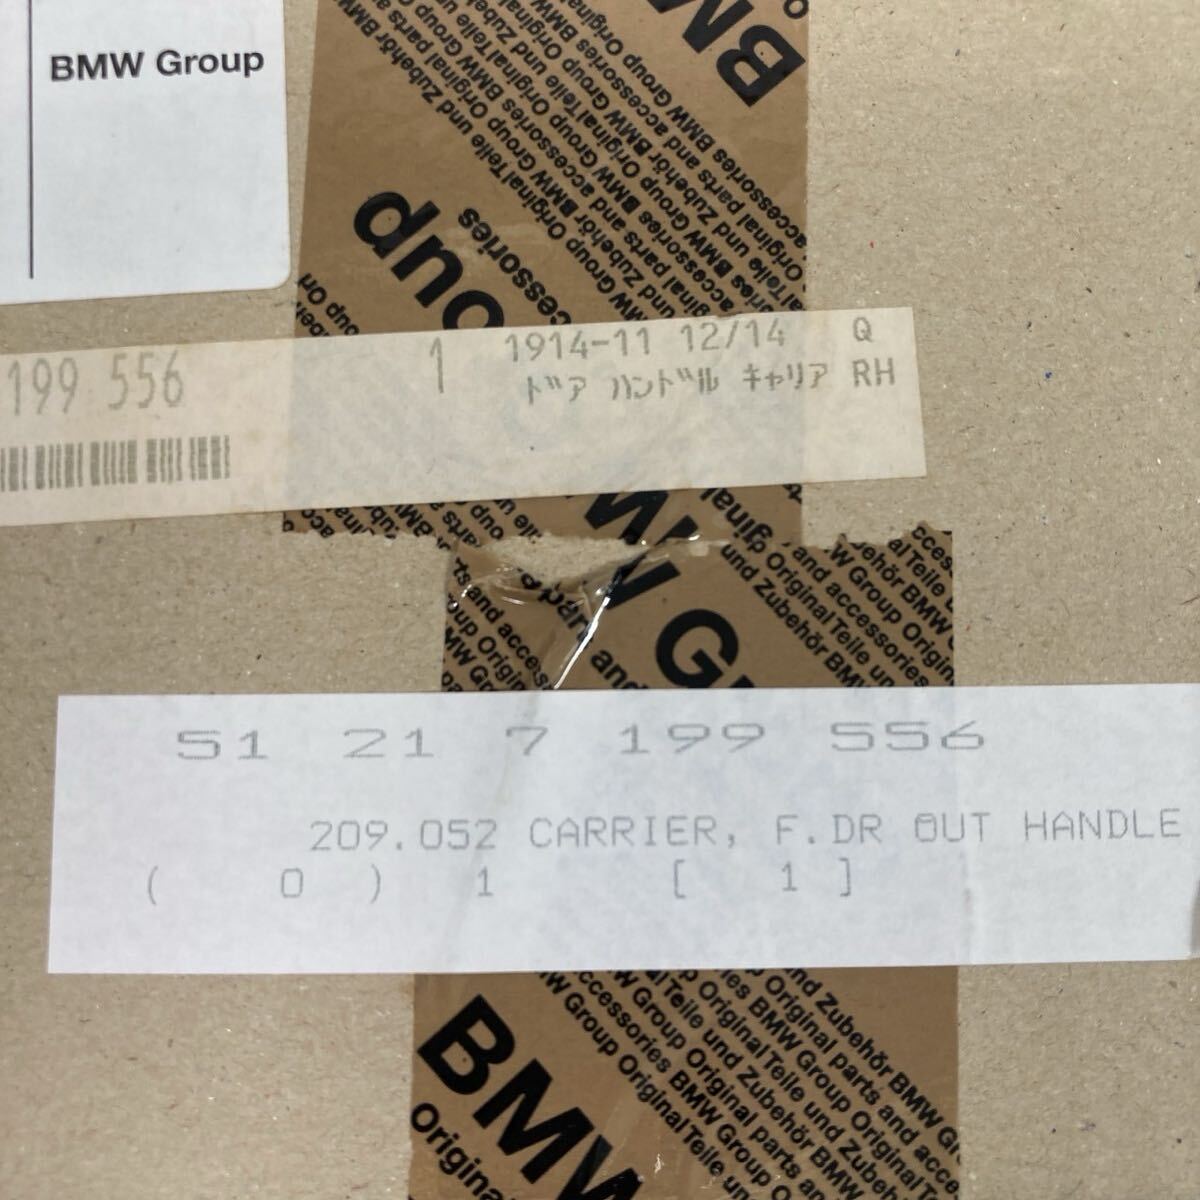 BMW Group
199 556
1
1914-11 12/14 Q
ドア ハンドル キャリア RH
51 21 7 199 556
209.052 CARRIER, F.DR OUT HANDLE
( 0 ) 1 [ 1 ]
BMW
Original Teile und Zubehör BMW Group
Original parts and accessories BMW Group